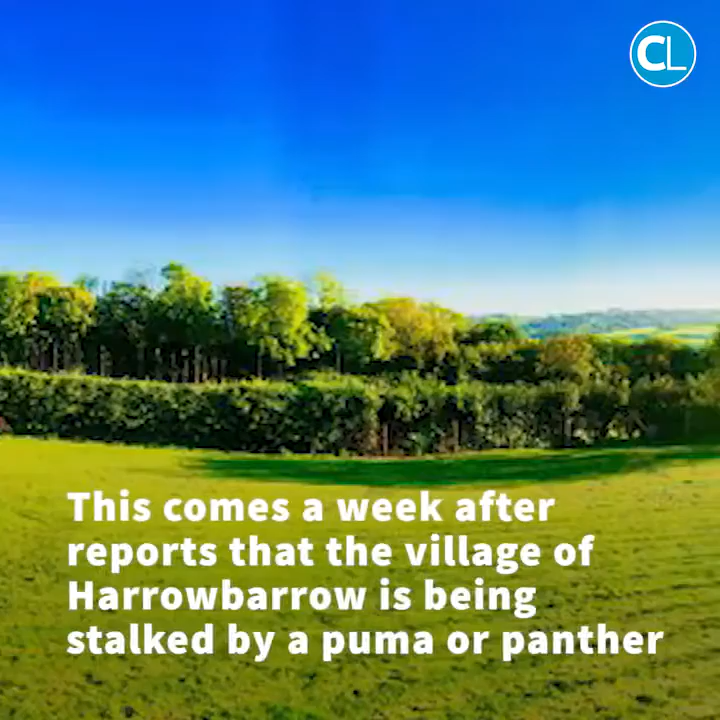 CL
This comes a week after
reports that the village of
Harrowbarrow is being
stalked by a puma or panther